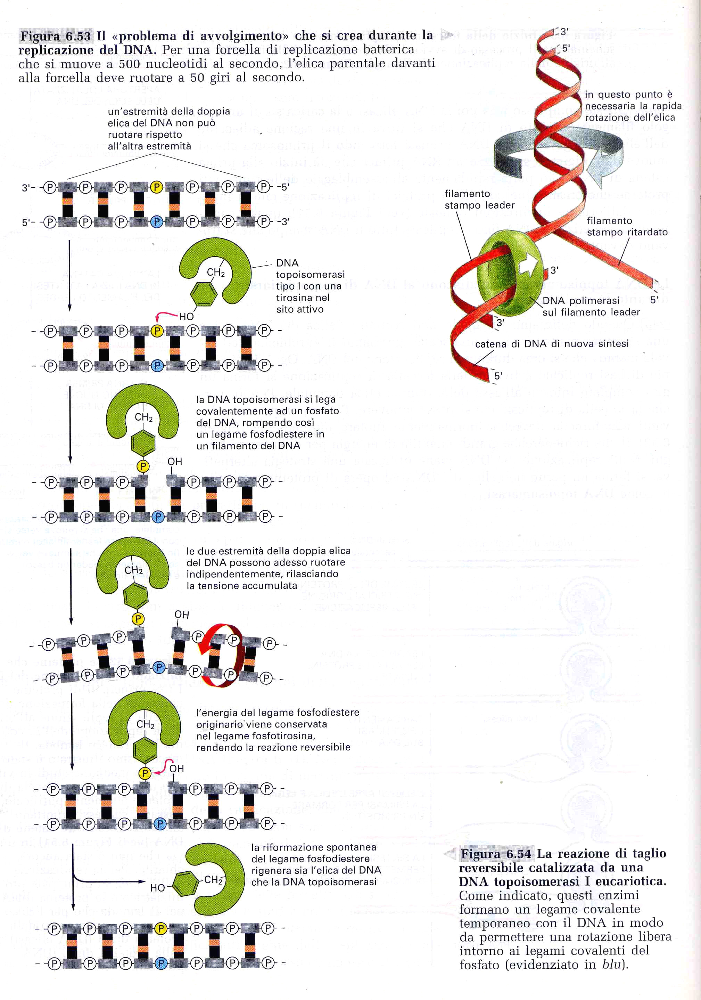 Figura 6.53 Il «problema di avvolgimento» che si crea durante la
replicazione del DNA. Per una forcella di replicazione batterica
che si muove a 500 nucleotidi al secondo, l'elica parentale davanti
alla forcella deve ruotare a 50 giri al secondo.
3'
5'
in questo punto è
necessaria la rapida
rotazione dell'elica
filamento
stampo leader
filamento
stampo ritardato
3'
5'
DNA polimerasi
sul filamento leader
3'
catena di DNA di nuova sintesi
5'
un'estremità della doppia
elica del DNA non può
ruotare rispetto
all'altra estremità
3' P P P P P P P 5'
5' P P P P P P P 3'
CH2
HO
DNA
topoisomerasi
tipo I con una
tirosina nel
sito attivo
P P P P P P P
P P P P P P P
CH2
P
OH
la DNA topoisomerasi si lega
covalentemente ad un fosfato
del DNA, rompendo così
un legame fosfodiestere in
un filamento del DNA
P P P P P P
P P P P P P P
CH2
P
OH
le due estremità della doppia elica
del DNA possono adesso ruotare
indipendentemente, rilasciando
la tensione accumulata
P P P P P P
P P P P P P P
CH2
P
OH
l'energia del legame fosfodiestere
originario viene conservata
nel legame fosfotirosina,
rendendo la reazione reversibile
P P P P P P
P P P P P P P
HO
CH2
la riformazione spontanea
del legame fosfodiestere
rigenera sia l'elica del DNA
che la DNA topoisomerasi
P P P P P P P
P P P P P P P
Figura 6.54 La reazione di taglio
reversibile catalizzata da una
DNA topoisomerasi I eucariotica.
Come indicato, questi enzimi
formano un legame covalente
temporaneo con il DNA in modo
da permettere una rotazione libera
intorno ai legami covalenti del
fosfato (evidenziato in blu).